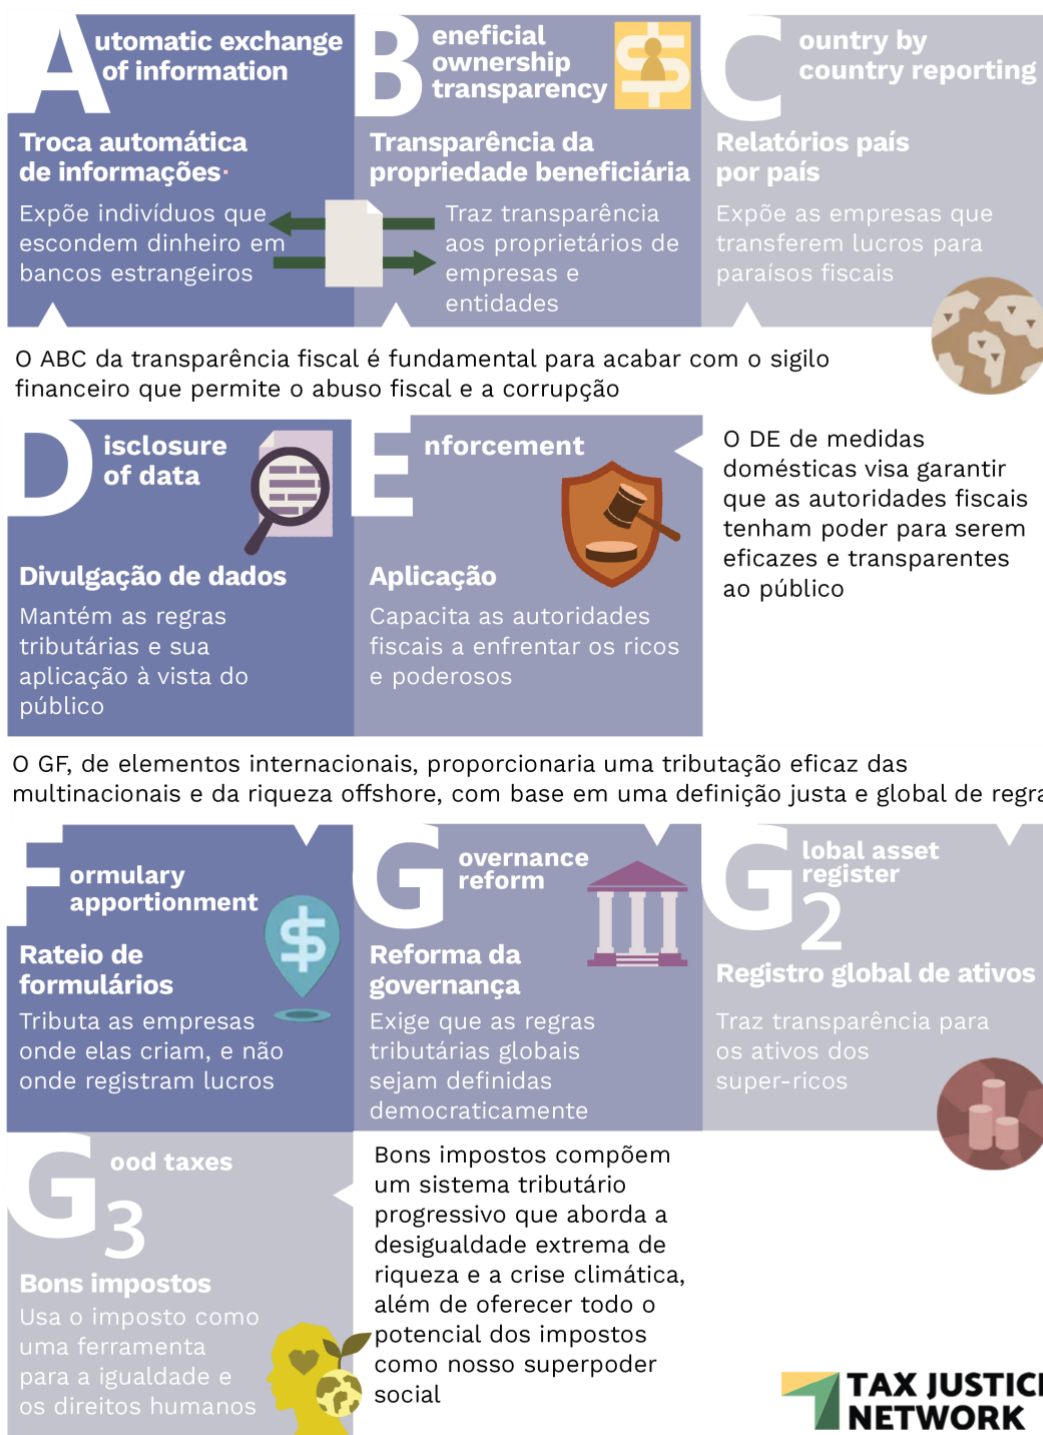 Automatic exchange
of information
Troca automática
de informações·
Expõe indivíduos que
escondem dinheiro em
bancos estrangeiros
Beneficial
ownership
transparency
Transparência da
propriedade beneficiária
Traz transparência
aos proprietários de
empresas e
entidades
Country by
country reporting
Relatórios país
por país
Expõe as empresas que
transferem lucros para
paraísos fiscais
O ABC da transparência fiscal é fundamental para acabar com o sigilo
financeiro que permite o abuso fiscal e a corrupção
Disclosure
of data
Divulgação de dados
Mantém as regras
tributárias e sua
aplicação à vista do
público
Enforcement
Aplicação
Capacita as autoridades
fiscais a enfrentar os ricos
e poderosos
O DE de medidas
domésticas visa garantir
que as autoridades fiscais
tenham poder para serem
eficazes e transparentes
ao público
O GF, de elementos internacionais, proporcionaria uma tributação eficaz das
multinacionais e da riqueza offshore, com base em uma definição justa e global de regra
Formulary
apportionment
$
Rateio de
formulários
Tributa as empresas
onde elas criam, e não
onde registram lucros
Governance
reform
Reforma da
governança
Exige que as regras
tributárias globais
sejam definidas
democraticamente
Global asset
register
2
Registro global de ativos
Traz transparência para
os ativos dos
super-ricos
Good taxes
3
Bons impostos
Usa o imposto como
uma ferramenta
para a igualdade e
os direitos humanos
Bons impostos compõem
um sistema tributário
progressivo que aborda a
desigualdade extrema de
riqueza e a crise climática,
além de oferecer todo o
potencial dos impostos
como nosso superpoder
social
TAX JUSTICE
NETWORK